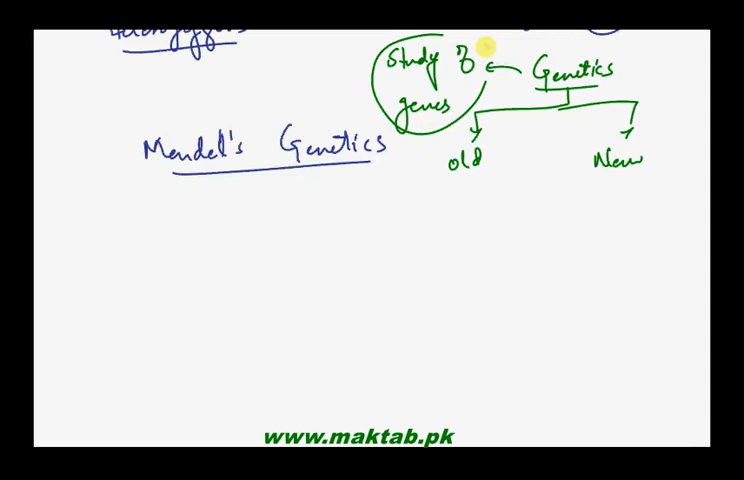 Study of
Genetics
genes
Mendel's Genetics
old
New
www.maktab.pk